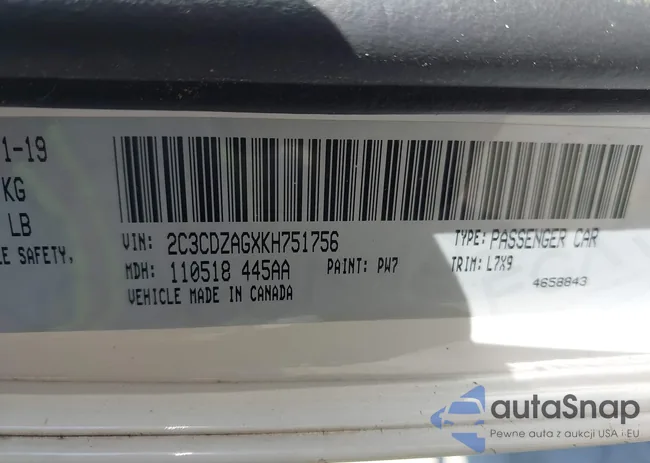 1-19
KG
LB
LE SAFETY,
VIN: 2C3CDZAGXKH751756
TYPE: PASSENGER CAR
MDH: 110518 445AA
PAINT: PW7
TRIM: L7X9
VEHICLE MADE IN CANADA
4658843
autaSnap
Pewne auta z aukcji USA i EU